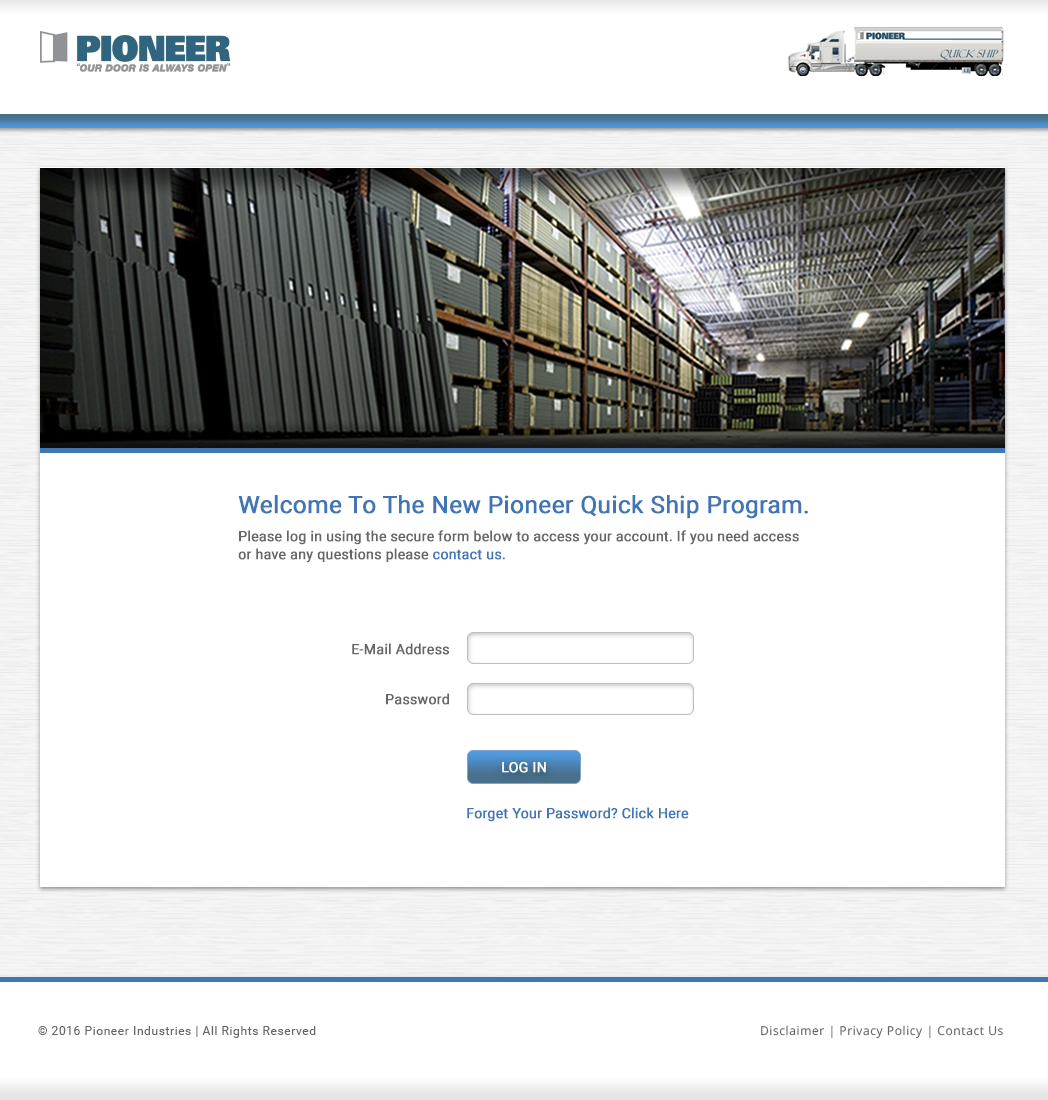 PIONEER
"OUR DOOR IS ALWAYS OPEN"
PIONEER
QUICK SHIP
Welcome To The New Pioneer Quick Ship Program.
Please log in using the secure form below to access your account. If you need access
or have any questions please contact us.
E-Mail Address
Password
LOG IN
Forget Your Password? Click Here
© 2016 Pioneer Industries | All Rights Reserved
Disclaimer | Privacy Policy | Contact Us